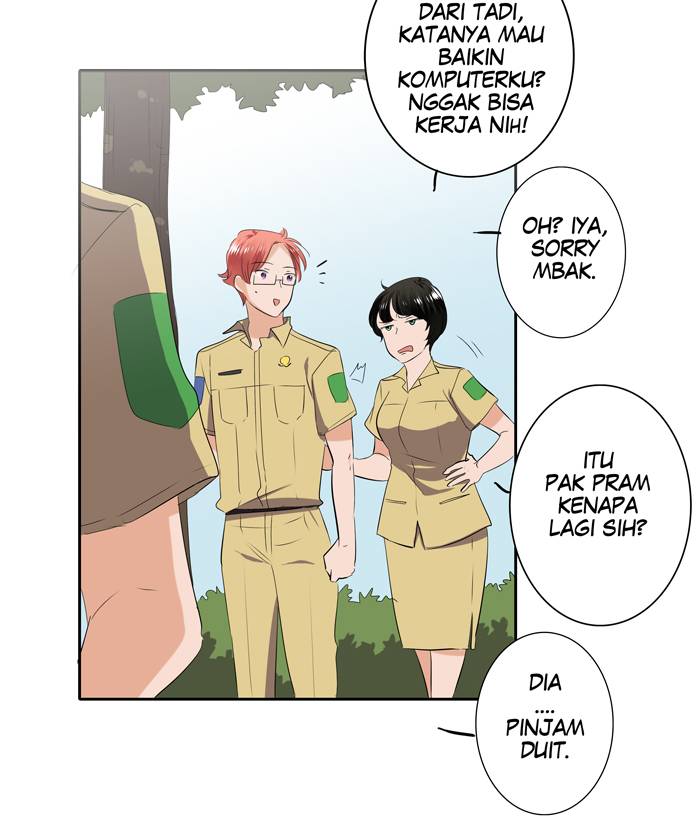 DARI TADI,
KATANYA MAU
BAIKIN
KOMPUTERKU?
NGGAK BISA
KERJA NIH!
OH? IYA,
SORRY
MBAK.
ITU
PAK PRAM
KENAPA
LAGI SIH?
DIA
....
PINJAM
DUIT.